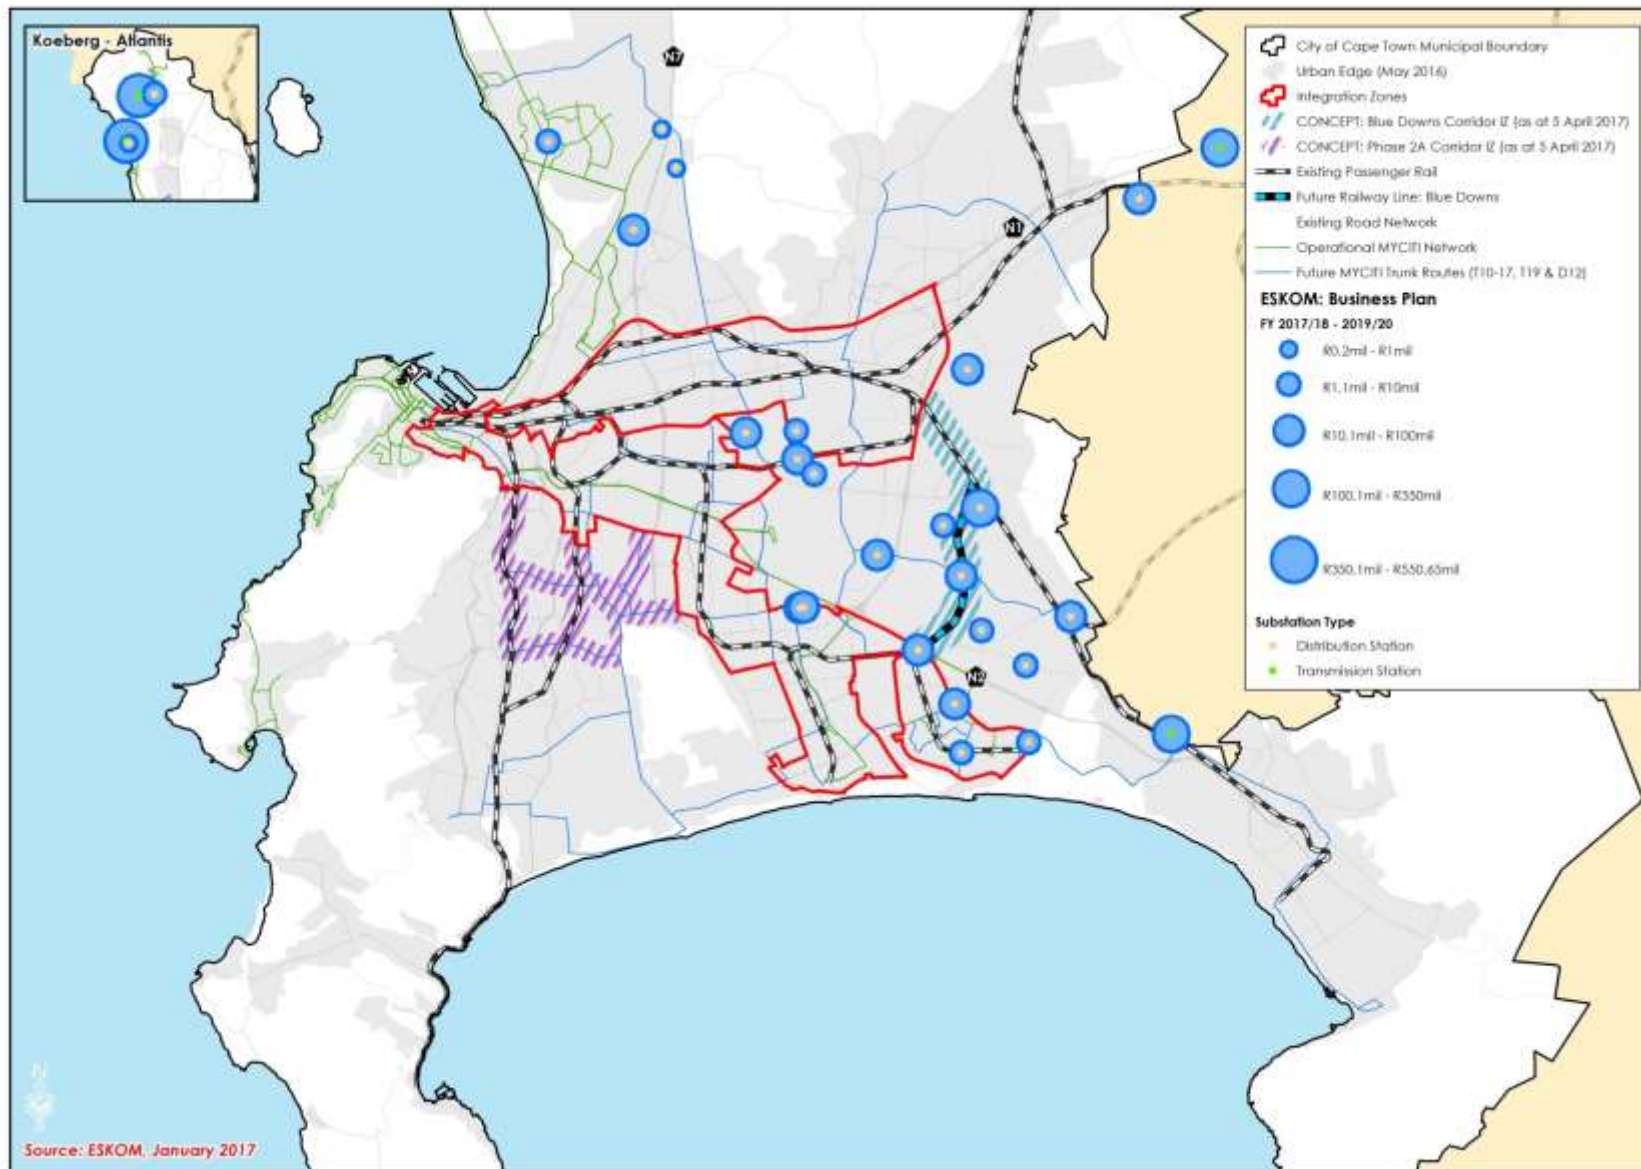 Koeberg - Atlantis
N7
N1
N2
City of Cape Town Municipal Boundary
Urban Edge (May 2016)
Integration Zones
CONCEPT: Blue Downs Corridor IZ (as at 5 April 2017)
CONCEPT: Phase 2A Corridor IZ (as at 5 April 2017)
Existing Passenger Rail
Future Railway Line: Blue Downs
Existing Road Network
Operational MYCITI Network
Future MYCITI Trunk Routes (T10-17, T19 & D12)
ESKOM: Business Plan
FY 2017/18 - 2019/20
R0,2mil - R1mil
R1,1mil - R10mil
R10,1mil - R100mil
R100,1mil - R350mil
R350,1mil - R550,65mil
Substation Type
Distribution Station
Transmission Station
N
Source: ESKOM, January 2017